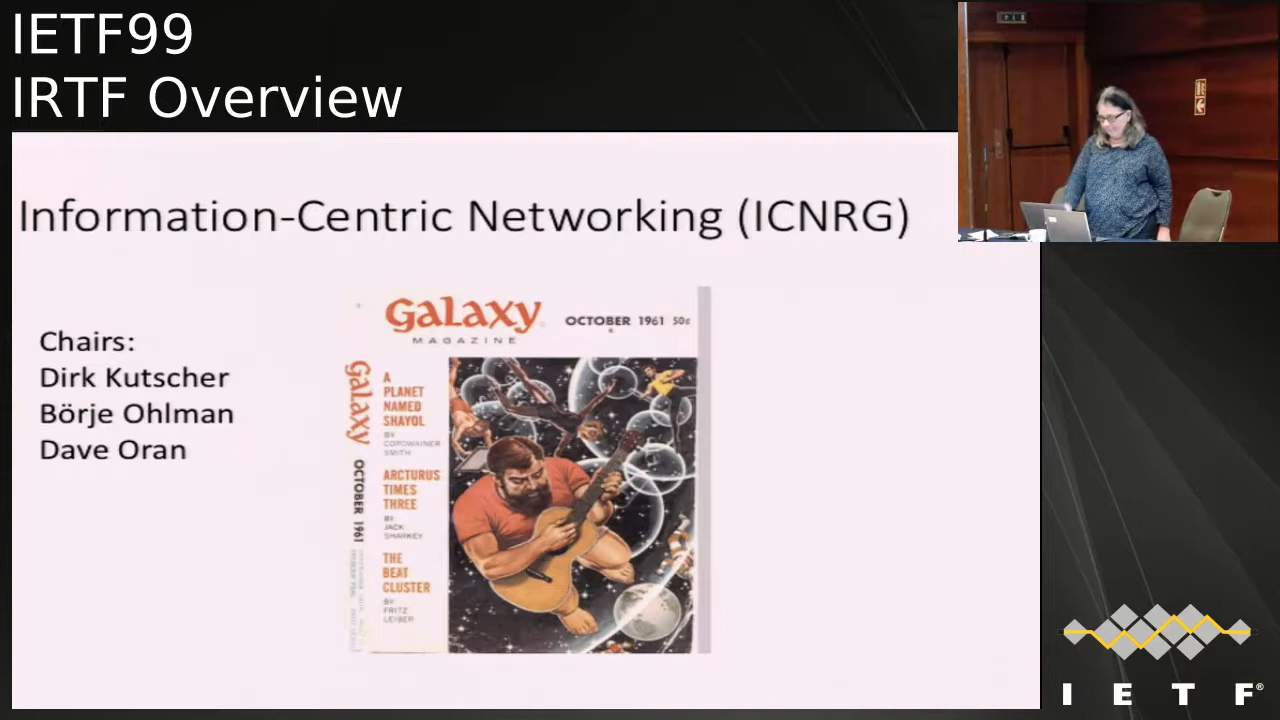 IETF99
IRTF Overview
Information-Centric Networking (ICNRG)
Chairs:
Dirk Kutscher
Börje Ohlman
Dave Oran
Galaxy
MAGAZINE
OCTOBER 1961 50¢
Galaxy
OCTOBER 1961
A
PLANET
NAMED
SHAYOL
BY
CORDWAINER
SMITH
ARCTURUS
TIMES
THREE
BY
JACK
SHARKEY
THE
BEAT
CLUSTER
BY
FRITZ
LEIBER
I E T F®